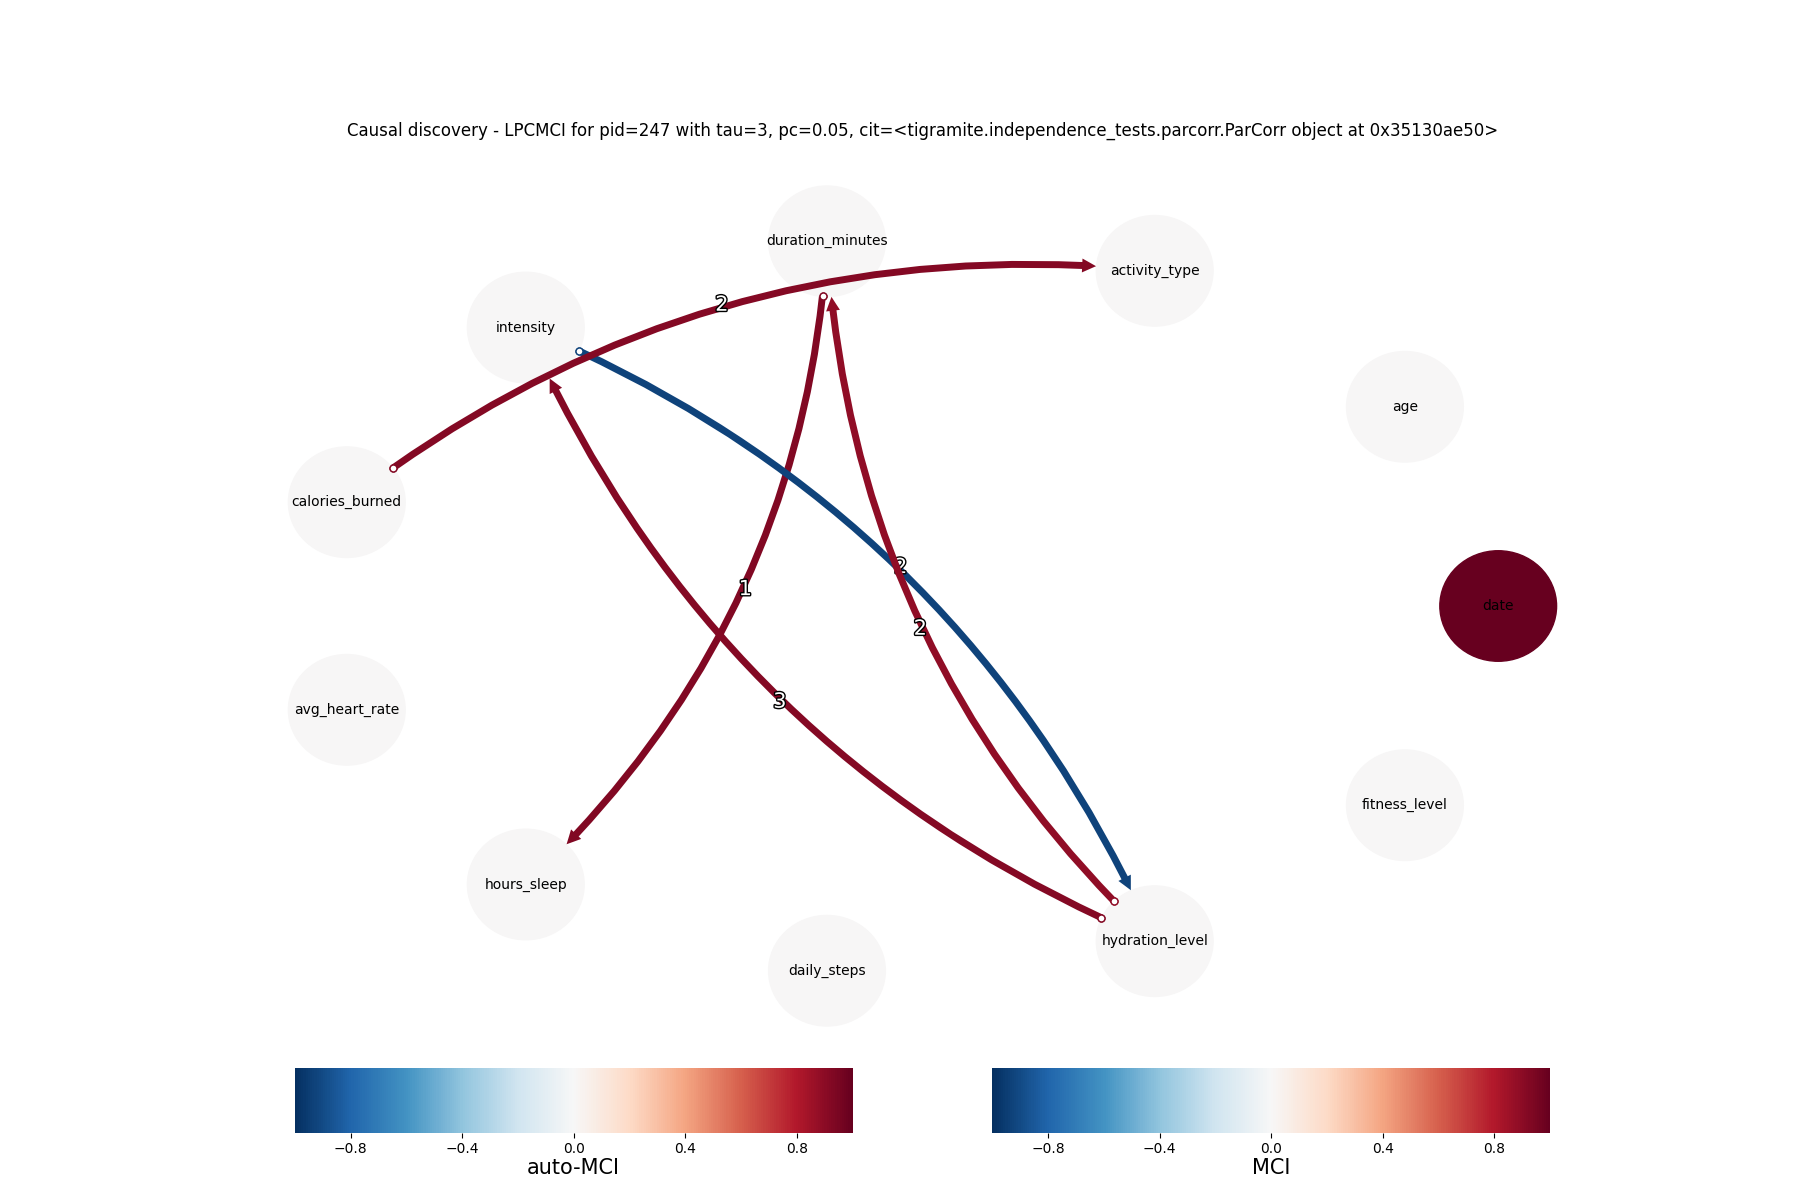 Causal discovery - LPCMCI for pid=247 with tau=3, pc=0.05, cit=<tigramite.independence_tests.parcorr.ParCorr object at 0x35130ae50>
duration_minutes
activity_type
2
intensity
age
calories_burned
2
1
date
2
3
avg_heart_rate
fitness_level
hours_sleep
hydration_level
daily_steps
−0.8 −0.4 0.0 0.4 0.8
auto-MCI
−0.8 −0.4 0.0 0.4 0.8
MCI